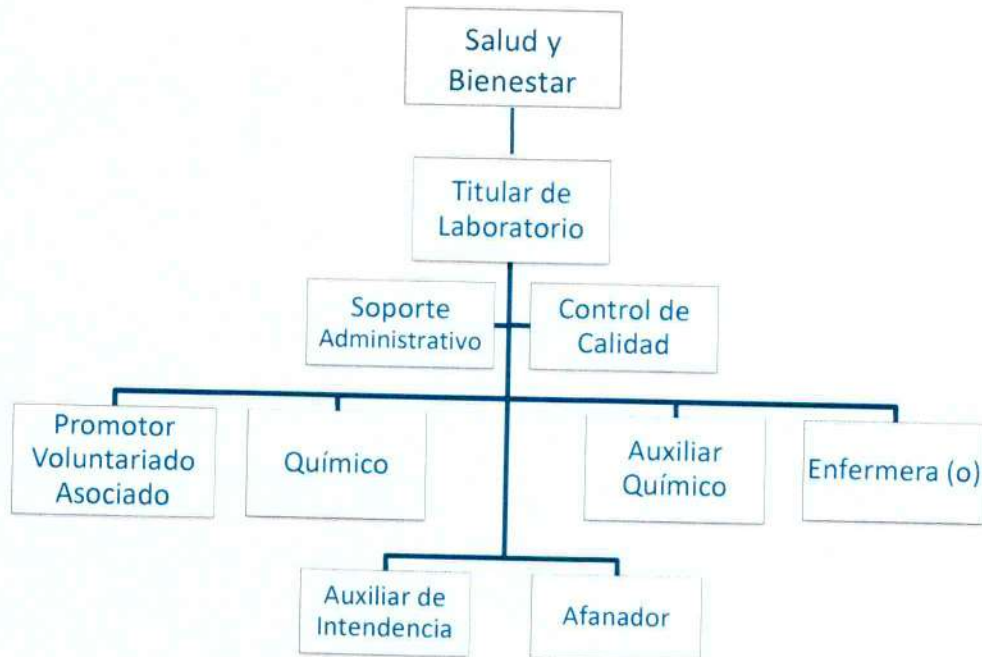 Salud y
Bienestar
Titular de
Laboratorio
Soporte
Administrativo
Control de
Calidad
Promotor
Voluntariado
Asociado
Químico
Auxiliar
Químico
Enfermera (o)
Auxiliar de
Intendencia
Afanador